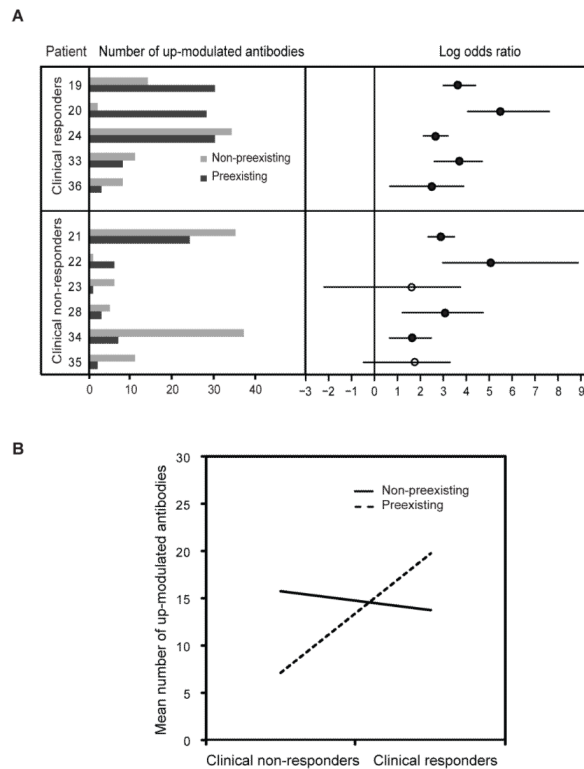 A
Patient Number of up-modulated antibodies Log odds ratio
Clinical responders
19
20
24
33
36
Non-preexisting
Preexisting
Clinical non-responders
21
22
23
28
34
35
0 10 20 30 40 −3 −2 −1 0 1 2 3 4 5 6 7 8 9
B
Mean number of up-modulated antibodies
30
25
20
15
10
5
0
Non-preexisting
Preexisting
Clinical non-responders Clinical responders